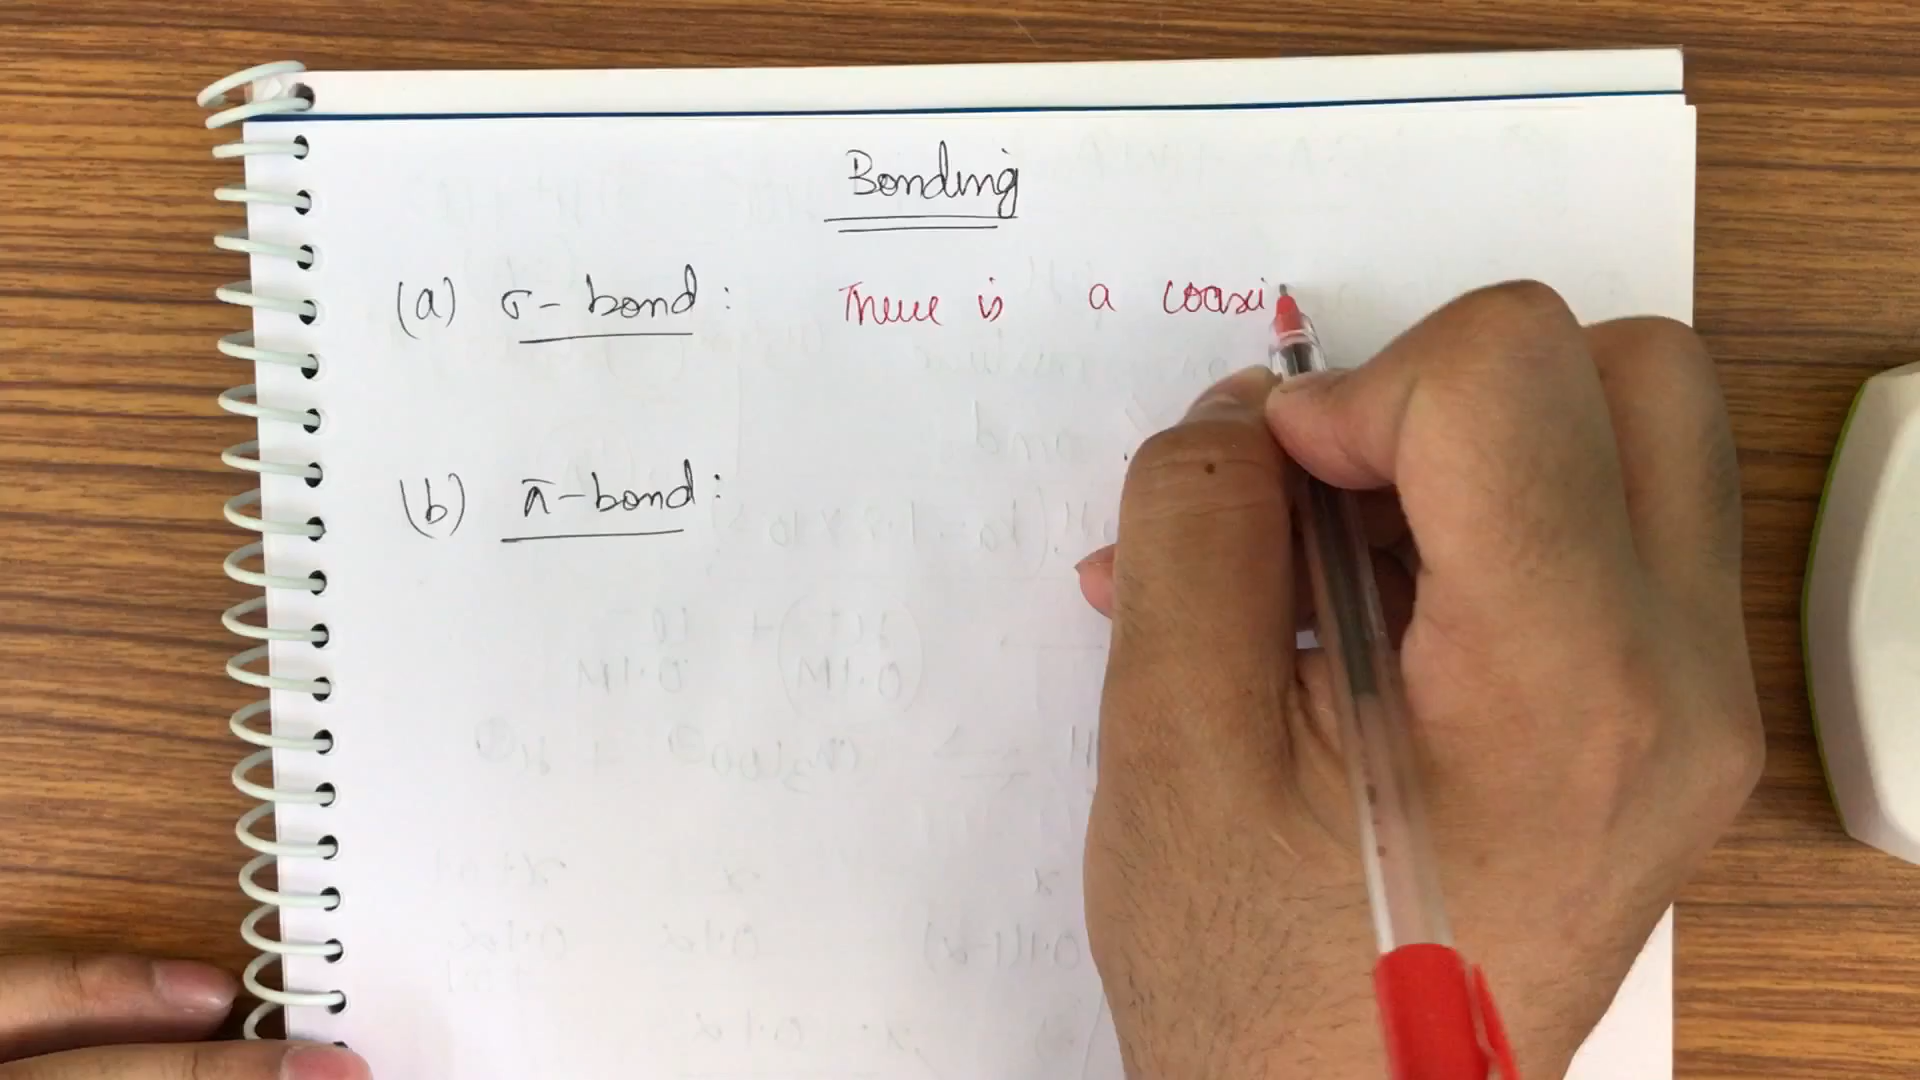 Bonding
(a) σ-bond: There is a coaxi
(b) π-bond: